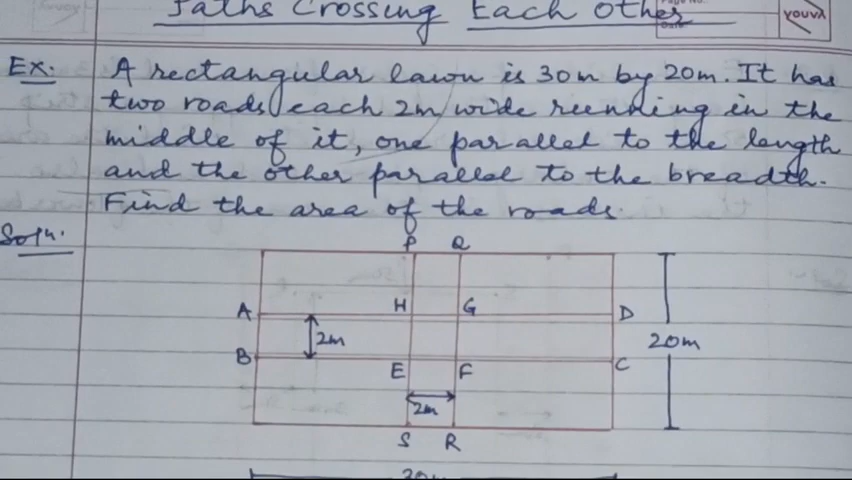 Paths Crossing Each Other
YOUVA
Ex. A rectangular lawn is 30m by 20m. It has
two roads each 2m wide running in the
middle of it, one parallel to the length
and the other parallel to the breadth.
Find the area of the roads.
Soln.
P Q
A H G D
2m 20m
B E F C
2m
S R
30m